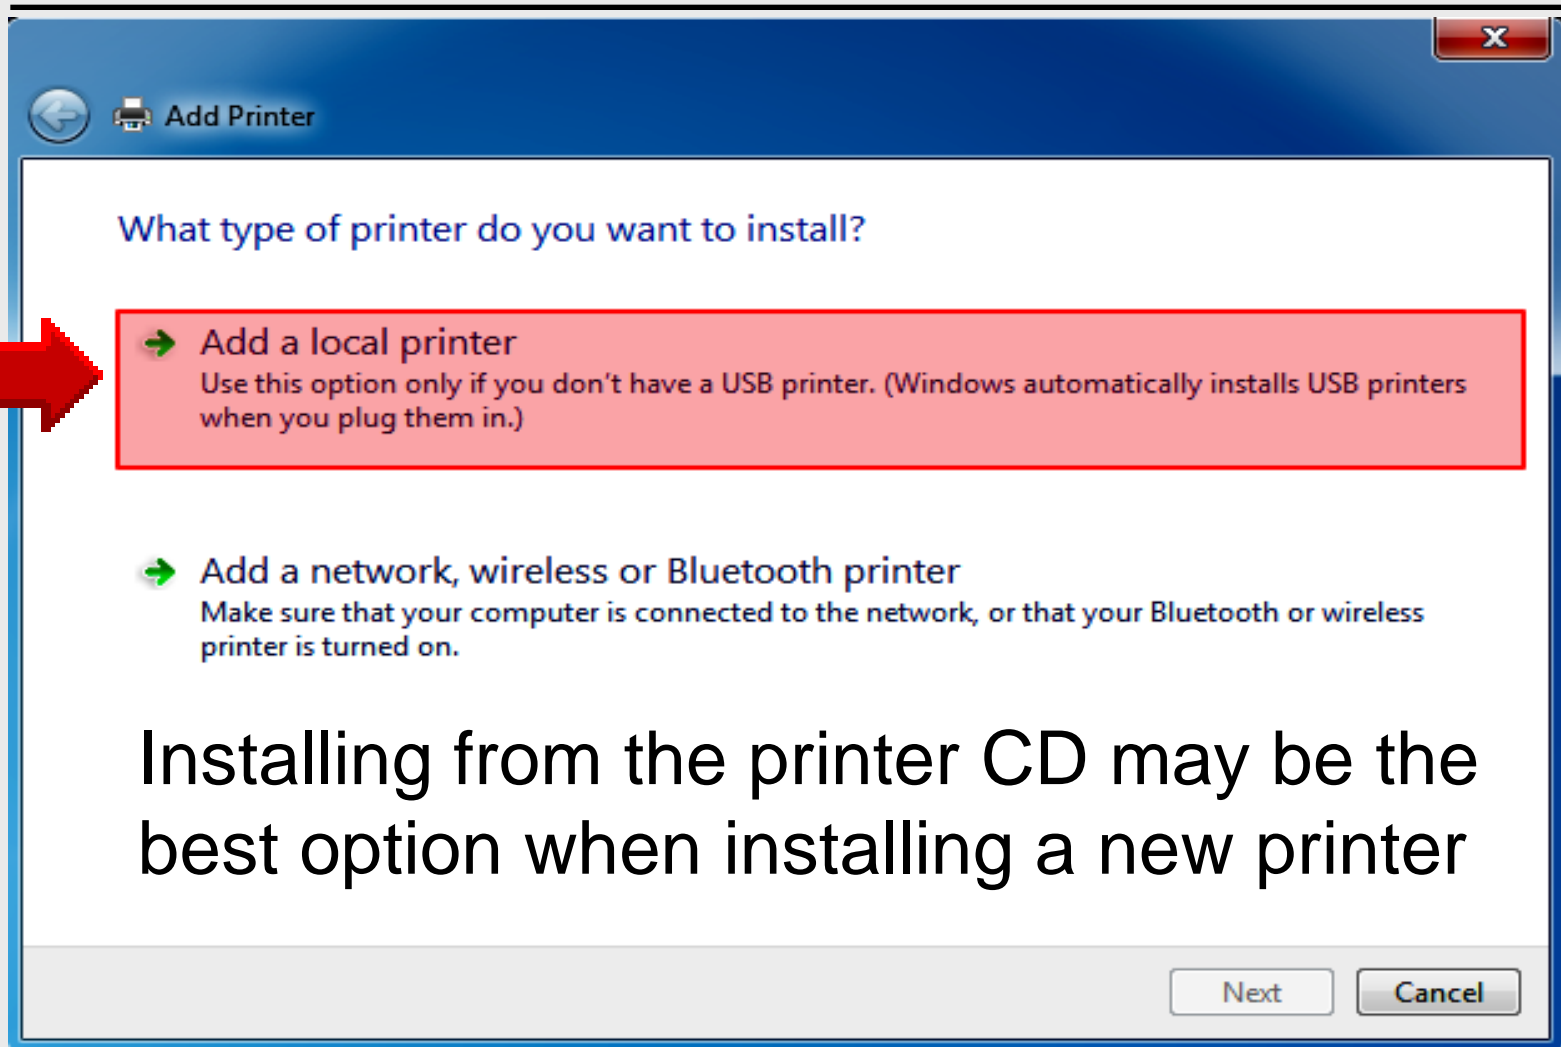 x
Add Printer
What type of printer do you want to install?
Add a local printer
Use this option only if you don't have a USB printer. (Windows automatically installs USB printers
when you plug them in.)
Add a network, wireless or Bluetooth printer
Make sure that your computer is connected to the network, or that your Bluetooth or wireless
printer is turned on.
Installing from the printer CD may be the
best option when installing a new printer
Next Cancel